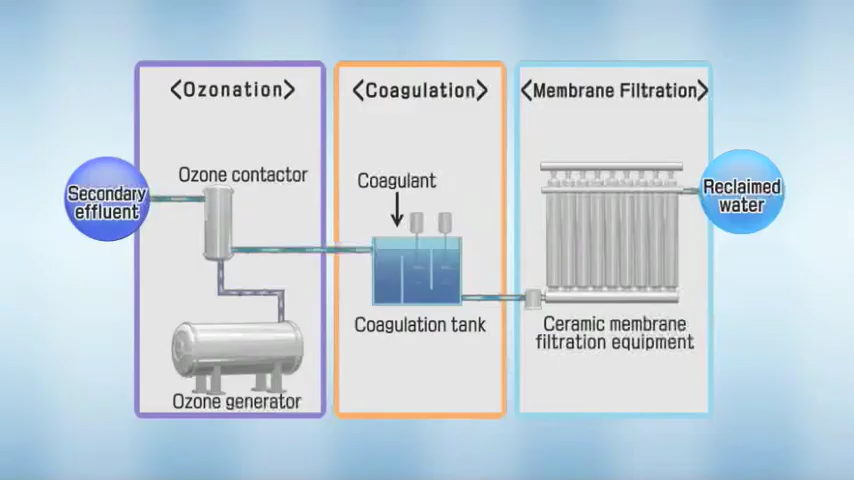 <Ozonation>
<Coagulation>
<Membrane Filtration>
Secondary
effluent
Ozone contactor
Ozone generator
Coagulant
Coagulation tank
Ceramic membrane
filtration equipment
Reclaimed
water